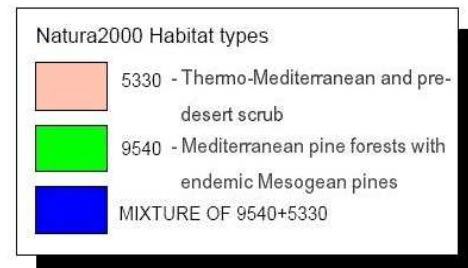 Natura2000 Habitat types
5330 - Thermo-Mediterranean and pre-
desert scrub
9540 - Mediterranean pine forests with
endemic Mesogean pines
MIXTURE OF 9540+5330